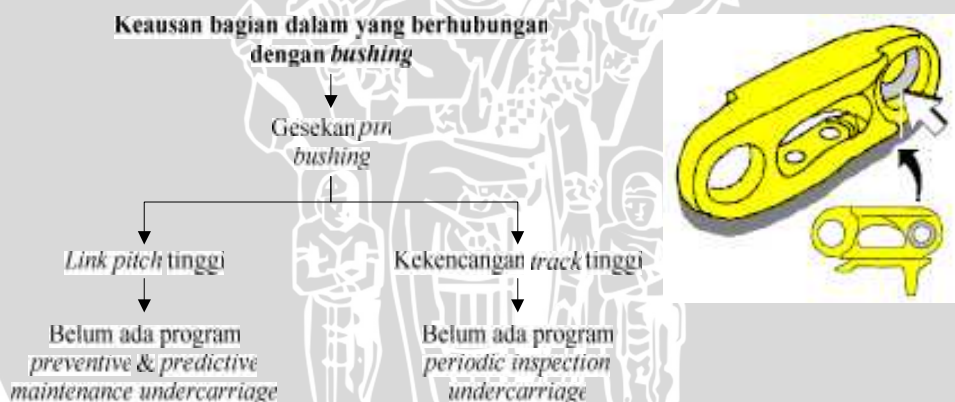 Keausan bagian dalam yang berhubungan
dengan bushing
Gesekan pin
bushing
Link pitch tinggi
Kekencangan track tinggi
Belum ada program
preventive & predictive
maintenance undercarriage
Belum ada program
periodic inspection
undercarriage